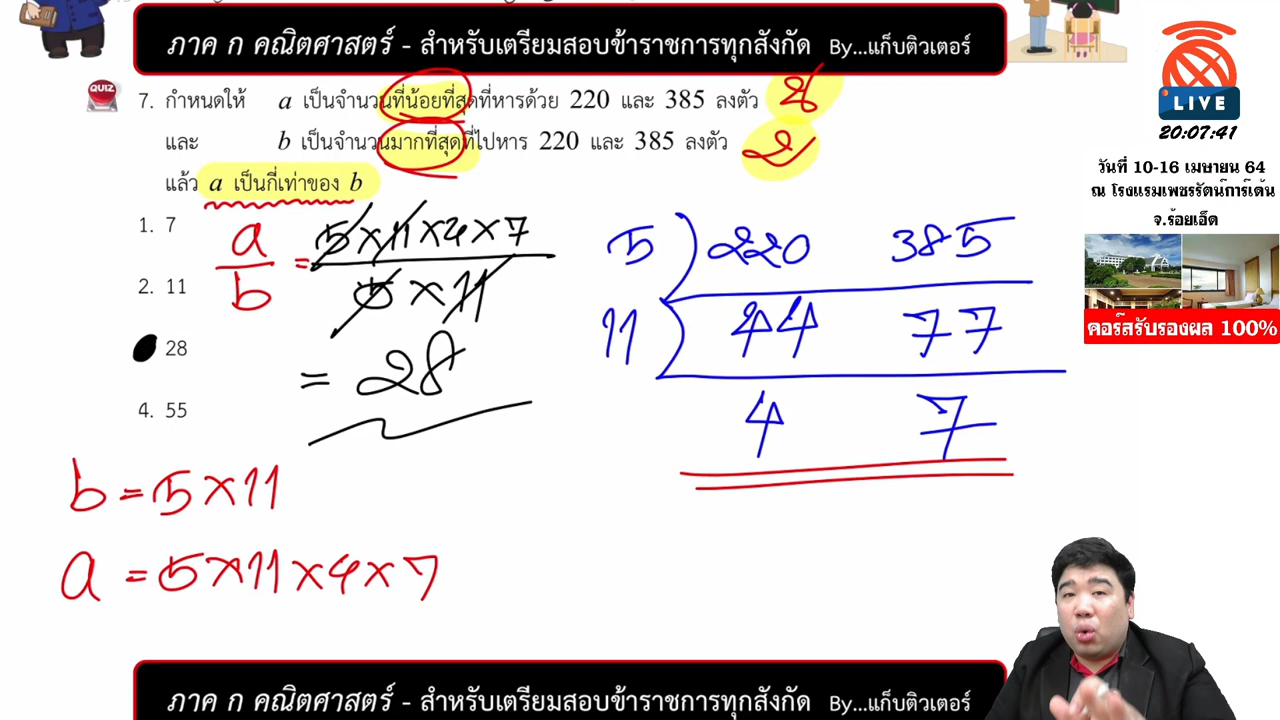 ภาค ก คณิตศาสตร์ - สำหรับเตรียมสอบข้าราชการทุกสังกัด By...แก็บติวเตอร์
LIVE
20:07:41
QUIZ
7. กำหนดให้ a เป็นจำนวนที่น้อยที่สุดที่หารด้วย 220 และ 385 ลงตัว
และ b เป็นจำนวนมากที่สุดที่ไปหาร 220 และ 385 ลงตัว
แล้ว a เป็นกี่เท่าของ b
1. 7
2. 11
28
4. 55
a/b = 5×11×4×7 / 5×11
= 28
b = 5×11
a = 5×11×4×7
5) 220 385
11) 44 77
4 7
วันที่ 10-16 เมษายน 64
ณ โรงแรมเพชรรัตน์การ์เด้น
จ.ร้อยเอ็ด
คอร์สรับรองผล 100%
ภาค ก คณิตศาสตร์ - สำหรับเตรียมสอบข้าราชการทุกสังกัด By...แก็บติวเตอร์